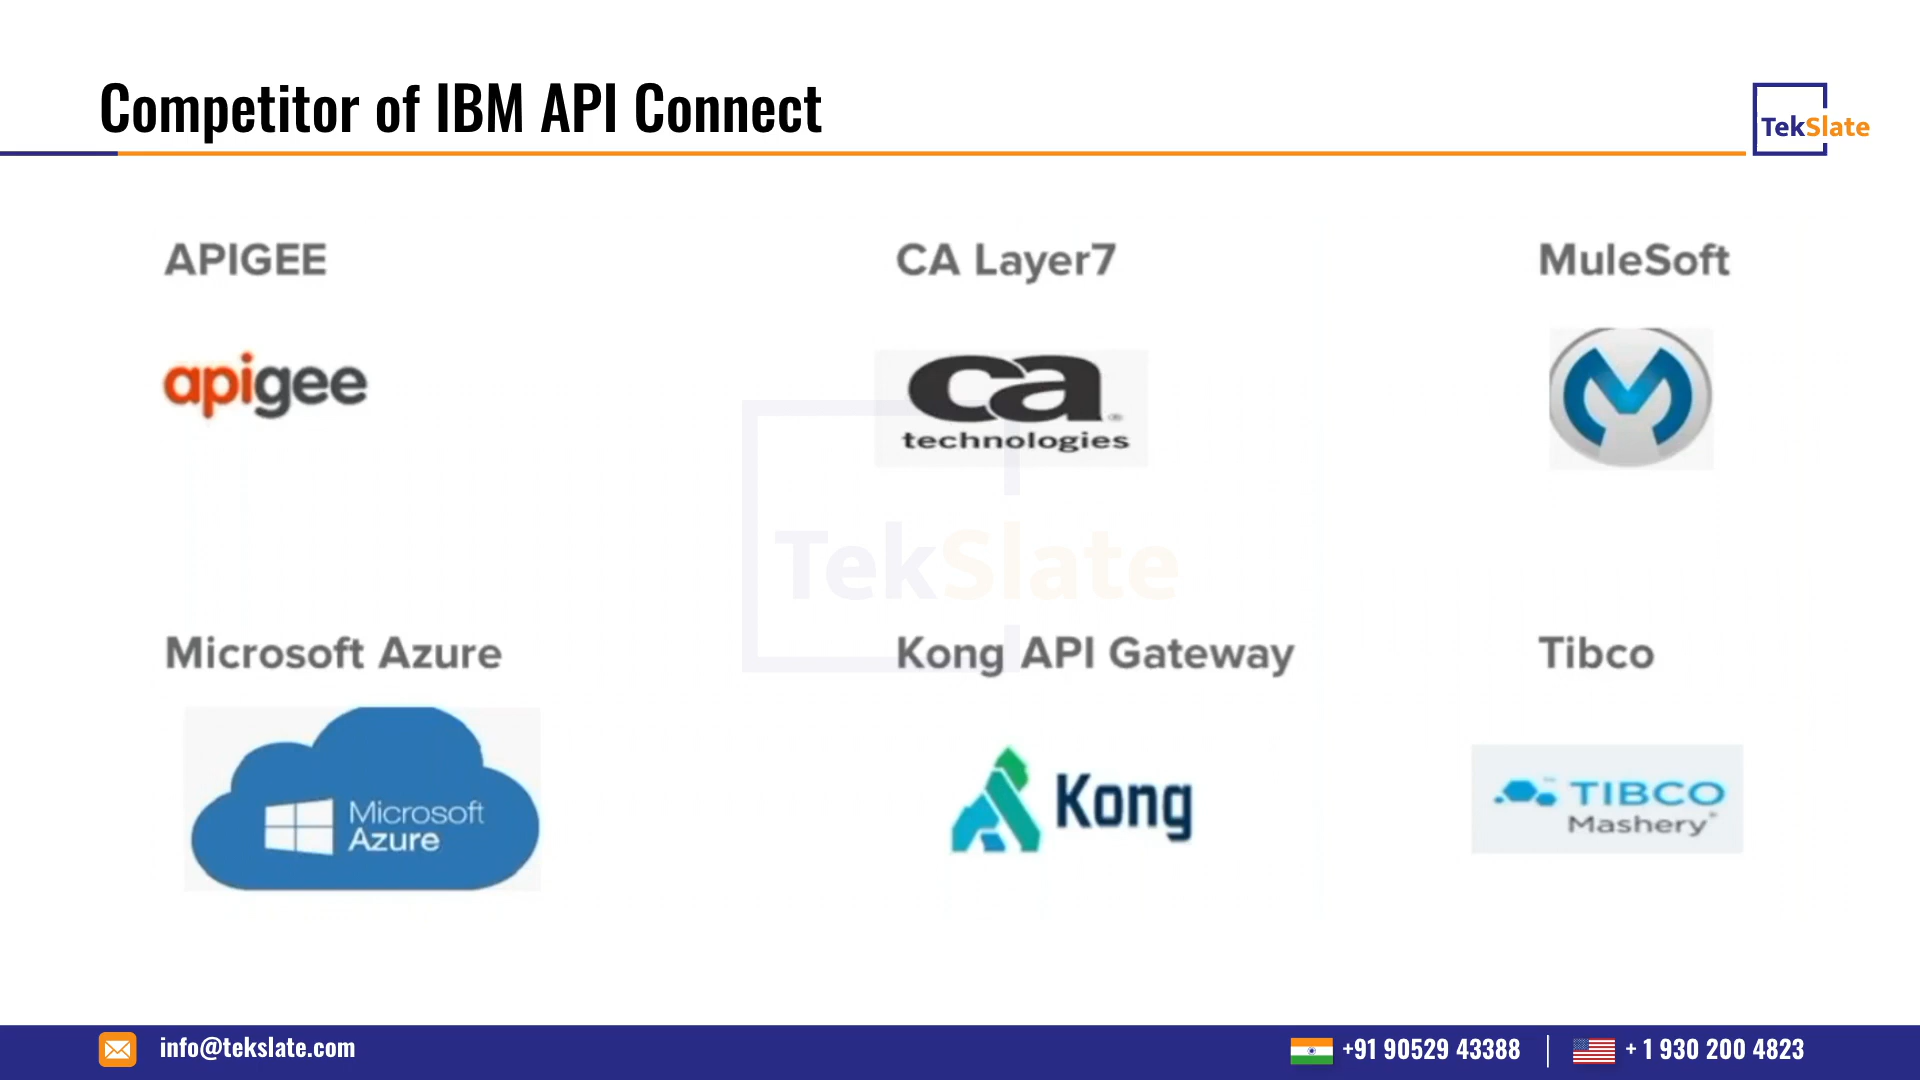 Competitor of IBM API Connect
TekSlate
APIGEE
CA Layer7
MuleSoft
apigee
ca
technologies
TekSlate
Microsoft Azure
Kong API Gateway
Tibco
Microsoft
Azure
Kong
TIBCO
Mashery
info@tekslate.com
+91 90529 43388
+ 1 930 200 4823